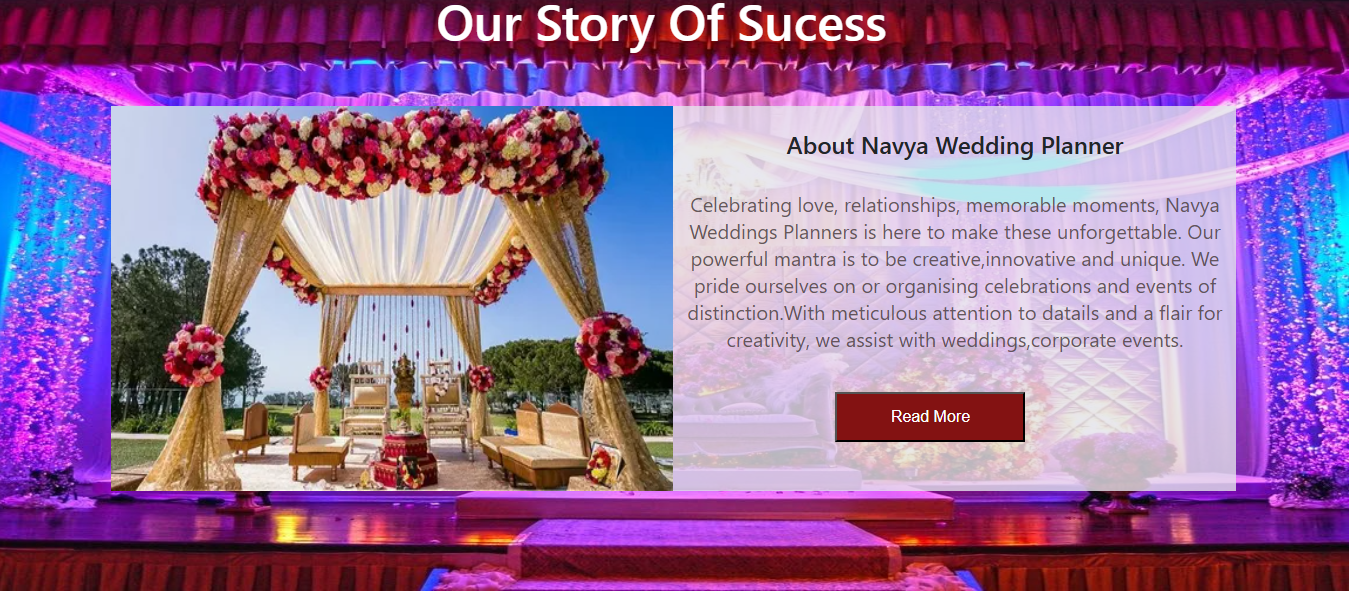 Our Story Of Sucess
About Navya Wedding Planner
Celebrating love, relationships, memorable moments, Navya
Weddings Planners is here to make these unforgettable. Our
powerful mantra is to be creative,innovative and unique. We
pride ourselves on or organising celebrations and events of
distinction.With meticulous attention to datails and a flair for
creativity, we assist with weddings,corporate events.
Read More